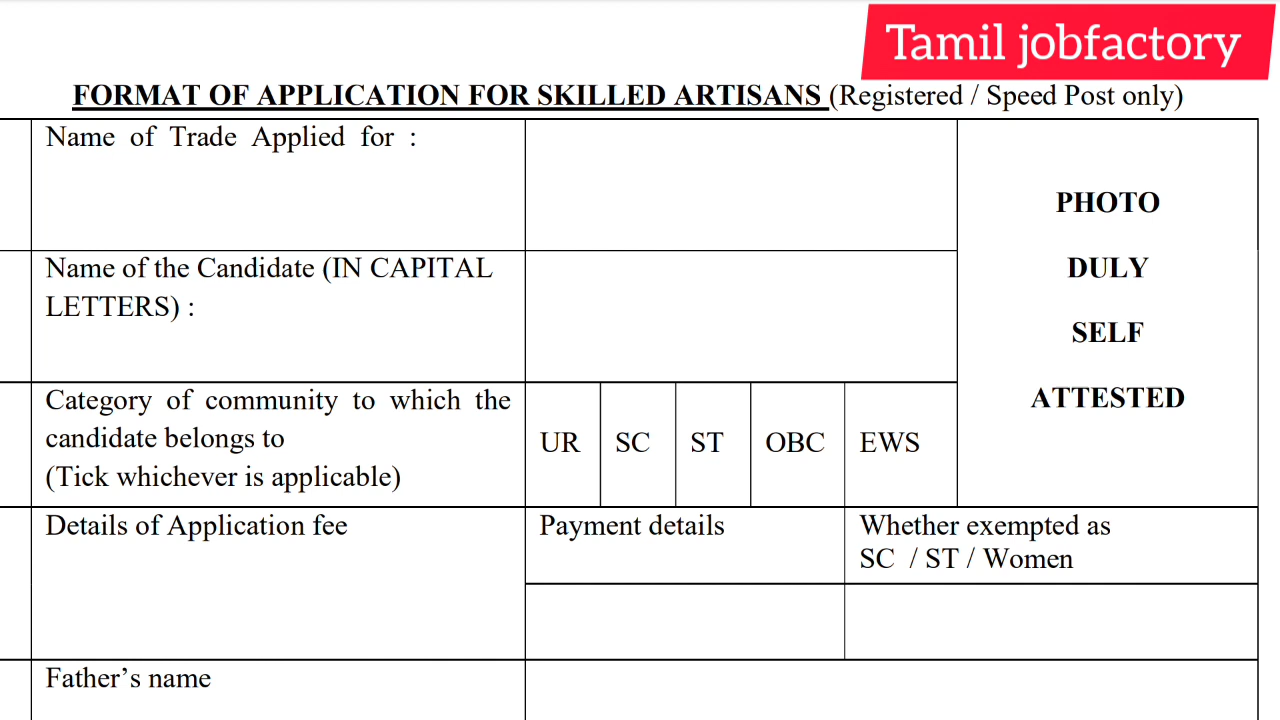 Tamil jobfactory
FORMAT OF APPLICATION FOR SKILLED ARTISANS (Registered / Speed Post only)
Name of Trade Applied for :
PHOTO
DULY
SELF
ATTESTED
Name of the Candidate (IN CAPITAL
LETTERS) :
Category of community to which the
candidate belongs to
(Tick whichever is applicable)
UR SC ST OBC EWS
Details of Application fee
Payment details
Whether exempted as
SC / ST / Women
Father’s name